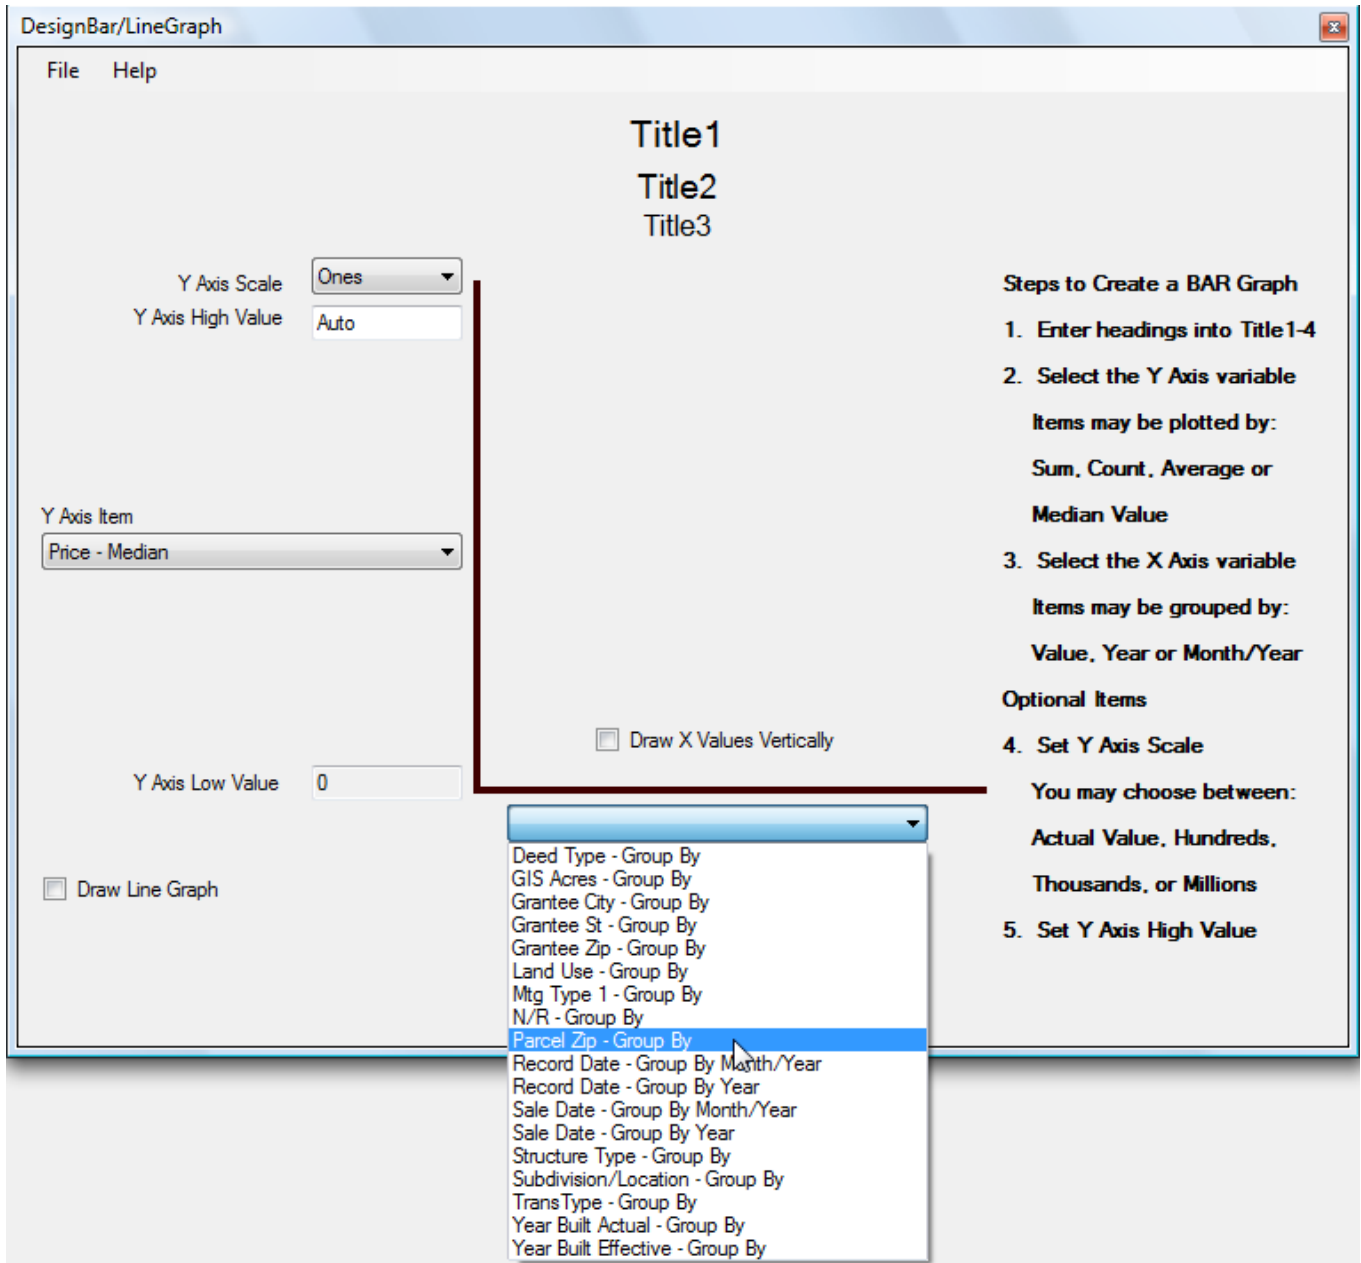 DesignBar/LineGraph
File Help
Title1
Title2
Title3
Y Axis Scale Ones
Y Axis High Value Auto
Y Axis Item
Price - Median
Draw X Values Vertically
Y Axis Low Value 0
Draw Line Graph
Deed Type - Group By
GIS Acres - Group By
Grantee City - Group By
Grantee St - Group By
Grantee Zip - Group By
Land Use - Group By
Mtg Type 1 - Group By
N/R - Group By
Parcel Zip - Group By
Record Date - Group By Month/Year
Record Date - Group By Year
Sale Date - Group By Month/Year
Sale Date - Group By Year
Structure Type - Group By
Subdivision/Location - Group By
TransType - Group By
Year Built Actual - Group By
Year Built Effective - Group By
Steps to Create a BAR Graph
1. Enter headings into Title1-4
2. Select the Y Axis variable
Items may be plotted by:
Sum, Count, Average or
Median Value
3. Select the X Axis variable
Items may be grouped by:
Value, Year or Month/Year
Optional Items
4. Set Y Axis Scale
You may choose between:
Actual Value, Hundreds,
Thousands, or Millions
5. Set Y Axis High Value